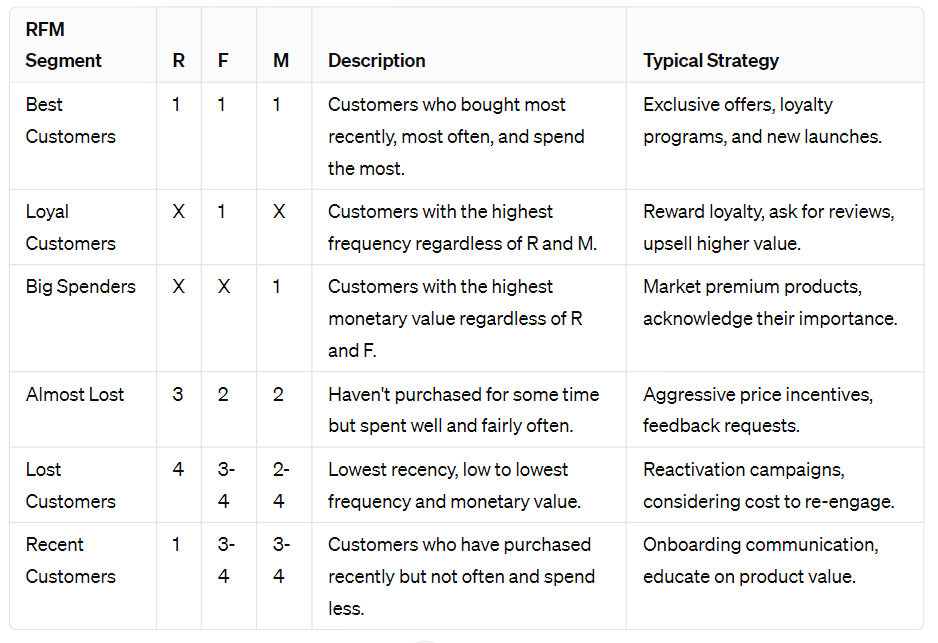 RFM
Segment R F M Description Typical Strategy
Best 1 1 1 Customers who bought most Exclusive offers, loyalty
Customers recently, most often, and spend programs, and new launches.
the most.
Loyal X 1 X Customers with the highest Reward loyalty, ask for reviews,
Customers frequency regardless of R and M. upsell higher value.
Big Spenders X X 1 Customers with the highest Market premium products,
monetary value regardless of R acknowledge their importance.
and F.
Almost Lost 3 2 2 Haven't purchased for some time Aggressive price incentives,
but spent well and fairly often. feedback requests.
Lost 4 3- 2- Lowest recency, low to lowest Reactivation campaigns,
Customers 4 4 frequency and monetary value. considering cost to re-engage.
Recent 1 3- 3- Customers who have purchased Onboarding communication,
Customers 4 4 recently but not often and spend educate on product value.
less.